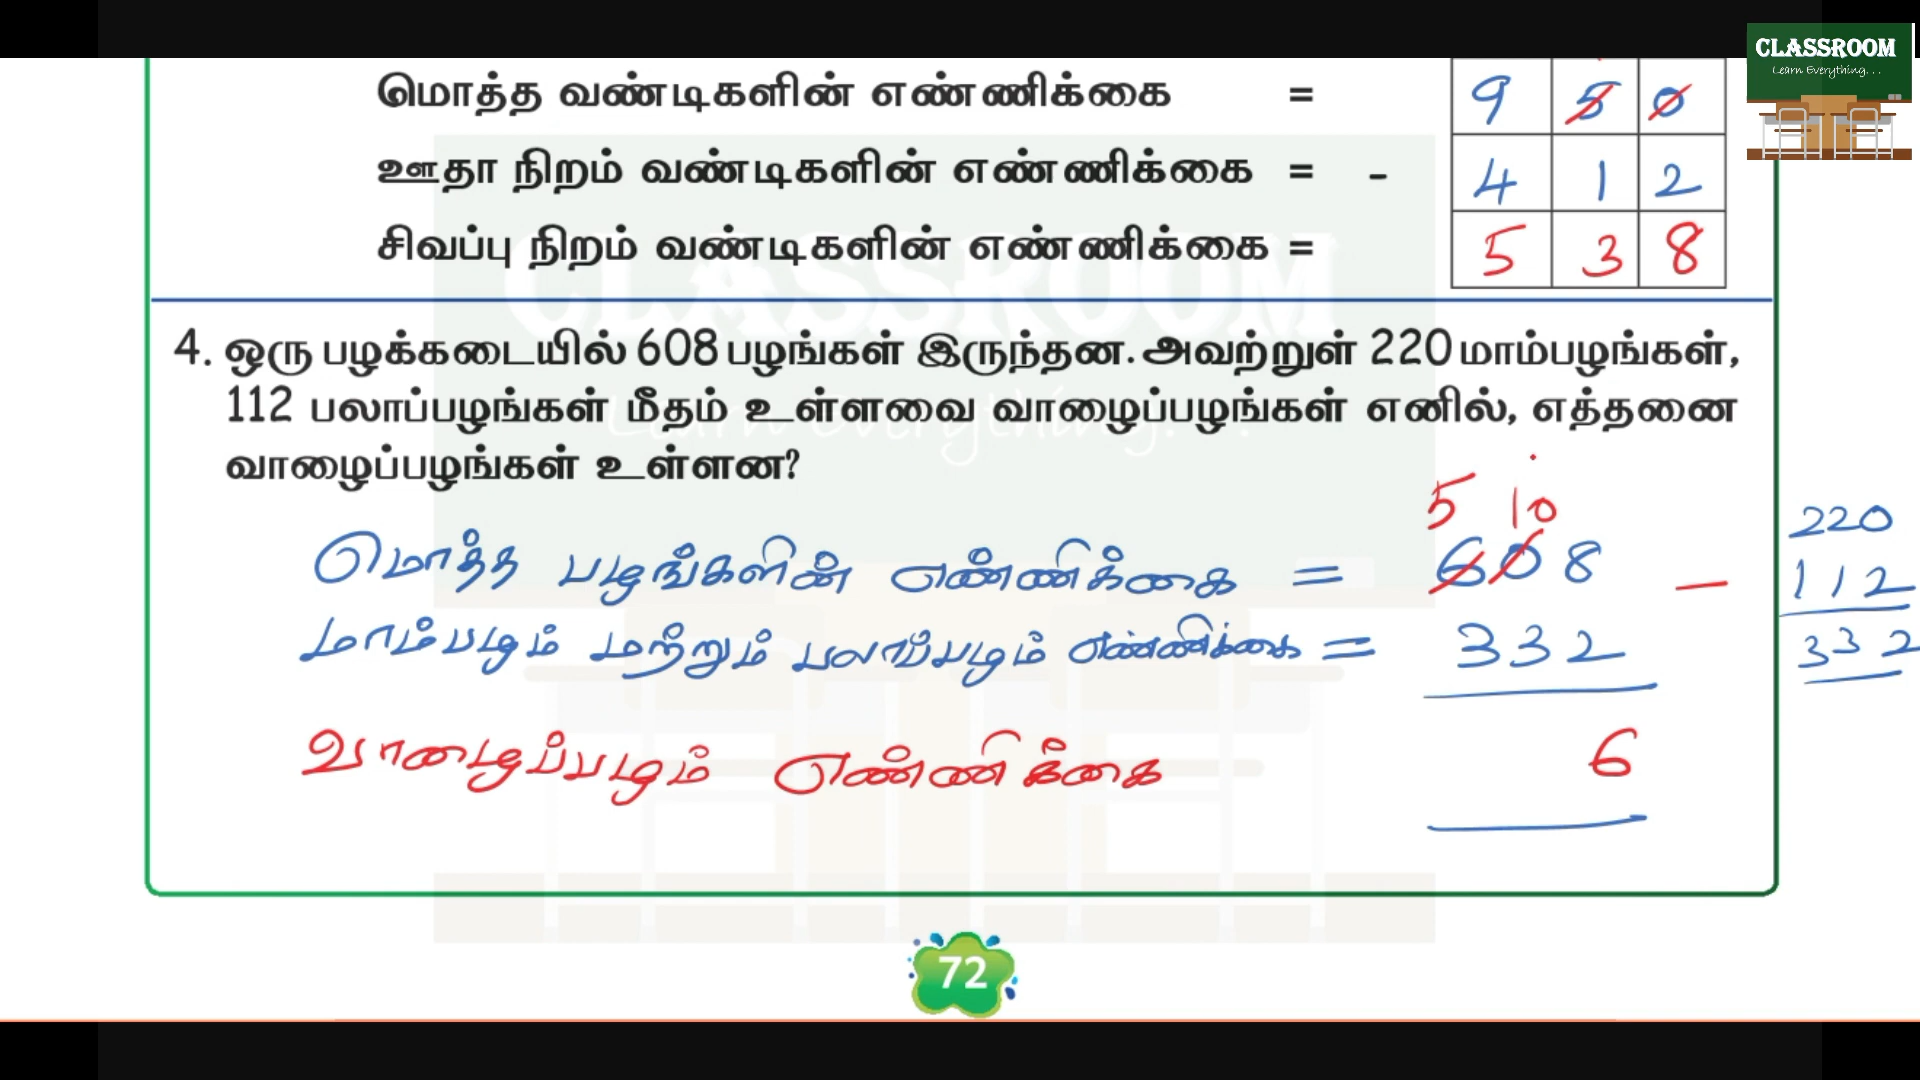 CLASSROOM
Learn Everything...
மொத்த வண்டிகளின் எண்ணிக்கை = 9 5 0
ஊதா நிறம் வண்டிகளின் எண்ணிக்கை = - 4 1 2
சிவப்பு நிறம் வண்டிகளின் எண்ணிக்கை = 5 3 8
4. ஒரு பழக்கடையில் 608 பழங்கள் இருந்தன. அவற்றுள் 220 மாம்பழங்கள்,
112 பலாப்பழங்கள் மீதம் உள்ளவை வாழைப்பழங்கள் எனில், எத்தனை
வாழைப்பழங்கள் உள்ளன?
5 10
220
மொத்த பழங்களின் எண்ணிக்கை = 608 -
112
மாம்பழம் மற்றும் பலாப்பழம் எண்ணிக்கை = 332
332
வாழைப்பழம் எண்ணிக்கை 6
72